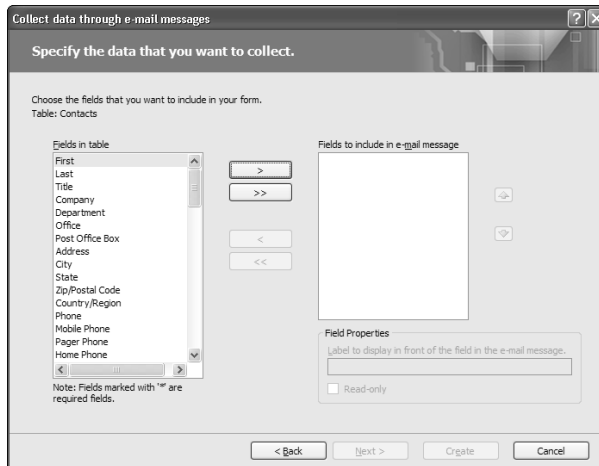 Collect data through e-mail messages
Specify the data that you want to collect.
Choose the fields that you want to include in your form.
Table: Contacts
Fields in table
First
Last
Title
Company
Department
Office
Post Office Box
Address
City
State
Zip/Postal Code
Country/Region
Phone
Mobile Phone
Pager Phone
Home Phone
Note: Fields marked with '*' are
required fields.
>
>>
<
<<
Fields to include in e-mail message
Field Properties
Label to display in front of the field in the e-mail message.
Read-only
< Back
Next >
Create
Cancel